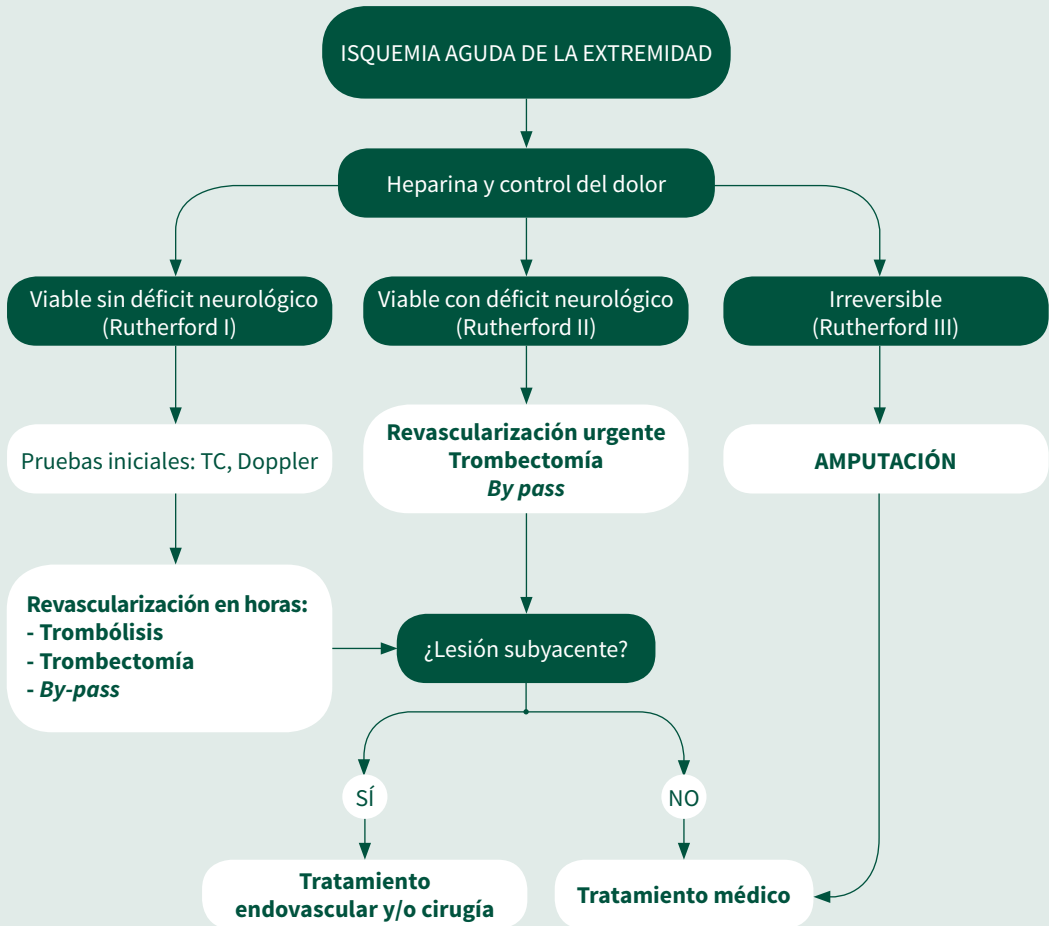 ISQUEMIA AGUDA DE LA EXTREMIDAD
Heparina y control del dolor
Viable sin déficit neurológico
(Rutherford I)
Viable con déficit neurológico
(Rutherford II)
Irreversible
(Rutherford III)
Pruebas iniciales: TC, Doppler
Revascularización urgente
Trombectomía
By pass
AMPUTACIÓN
Revascularización en horas:
- Trombólisis
- Trombectomía
- By-pass
¿Lesión subyacente?
SÍ
NO
Tratamiento
endovascular y/o cirugía
Tratamiento médico